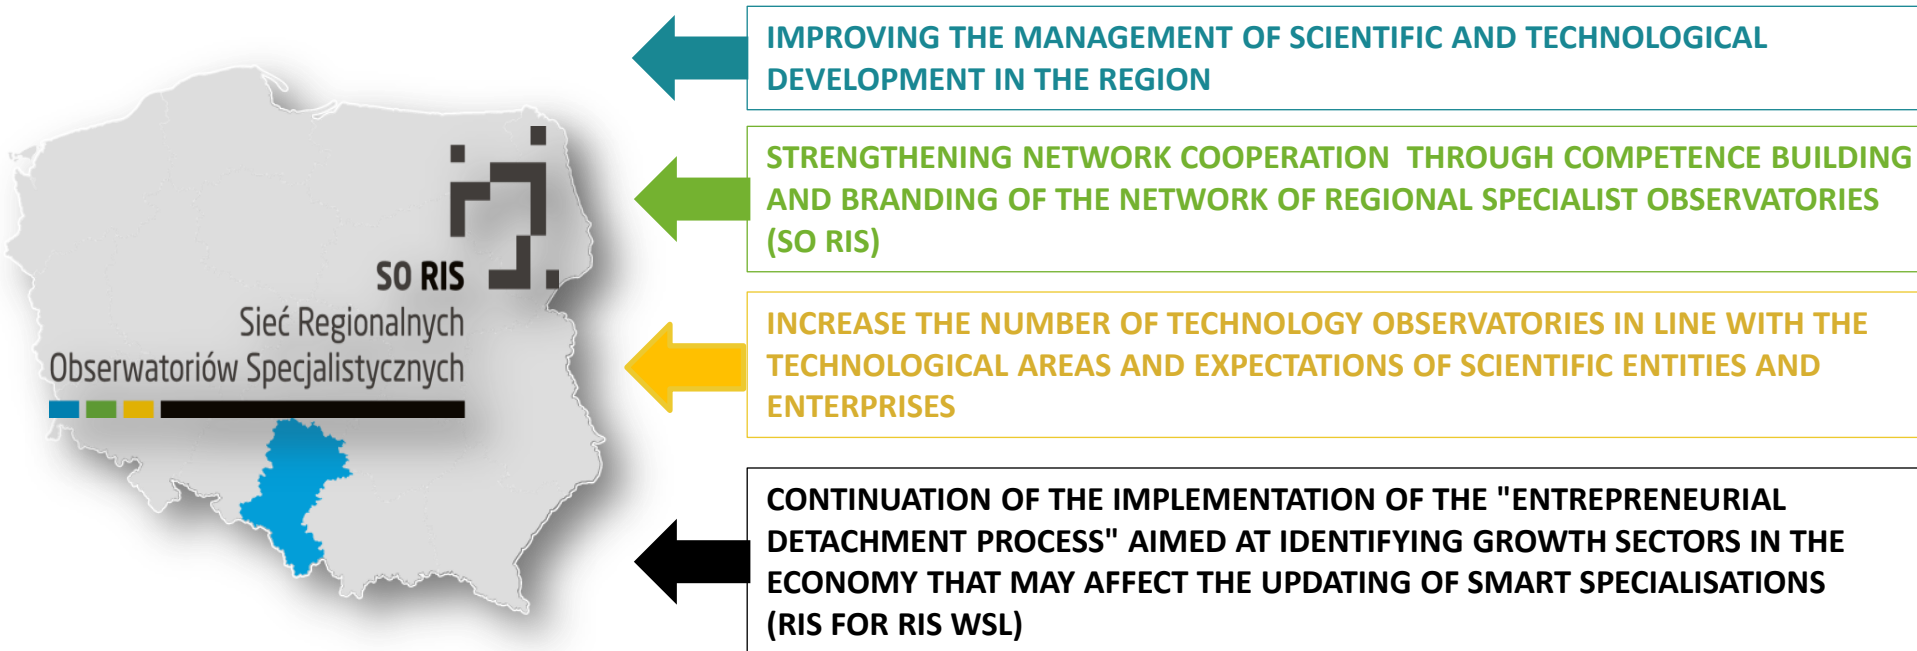 SO RIS
Sieć Regionalnych
Obserwatoriów Specjalistycznych
IMPROVING THE MANAGEMENT OF SCIENTIFIC AND TECHNOLOGICAL
DEVELOPMENT IN THE REGION
STRENGTHENING NETWORK COOPERATION THROUGH COMPETENCE BUILDING
AND BRANDING OF THE NETWORK OF REGIONAL SPECIALIST OBSERVATORIES
(SO RIS)
INCREASE THE NUMBER OF TECHNOLOGY OBSERVATORIES IN LINE WITH THE
TECHNOLOGICAL AREAS AND EXPECTATIONS OF SCIENTIFIC ENTITIES AND
ENTERPRISES
CONTINUATION OF THE IMPLEMENTATION OF THE "ENTREPRENEURIAL
DETACHMENT PROCESS" AIMED AT IDENTIFYING GROWTH SECTORS IN THE
ECONOMY THAT MAY AFFECT THE UPDATING OF SMART SPECIALISATIONS
(RIS FOR RIS WSL)